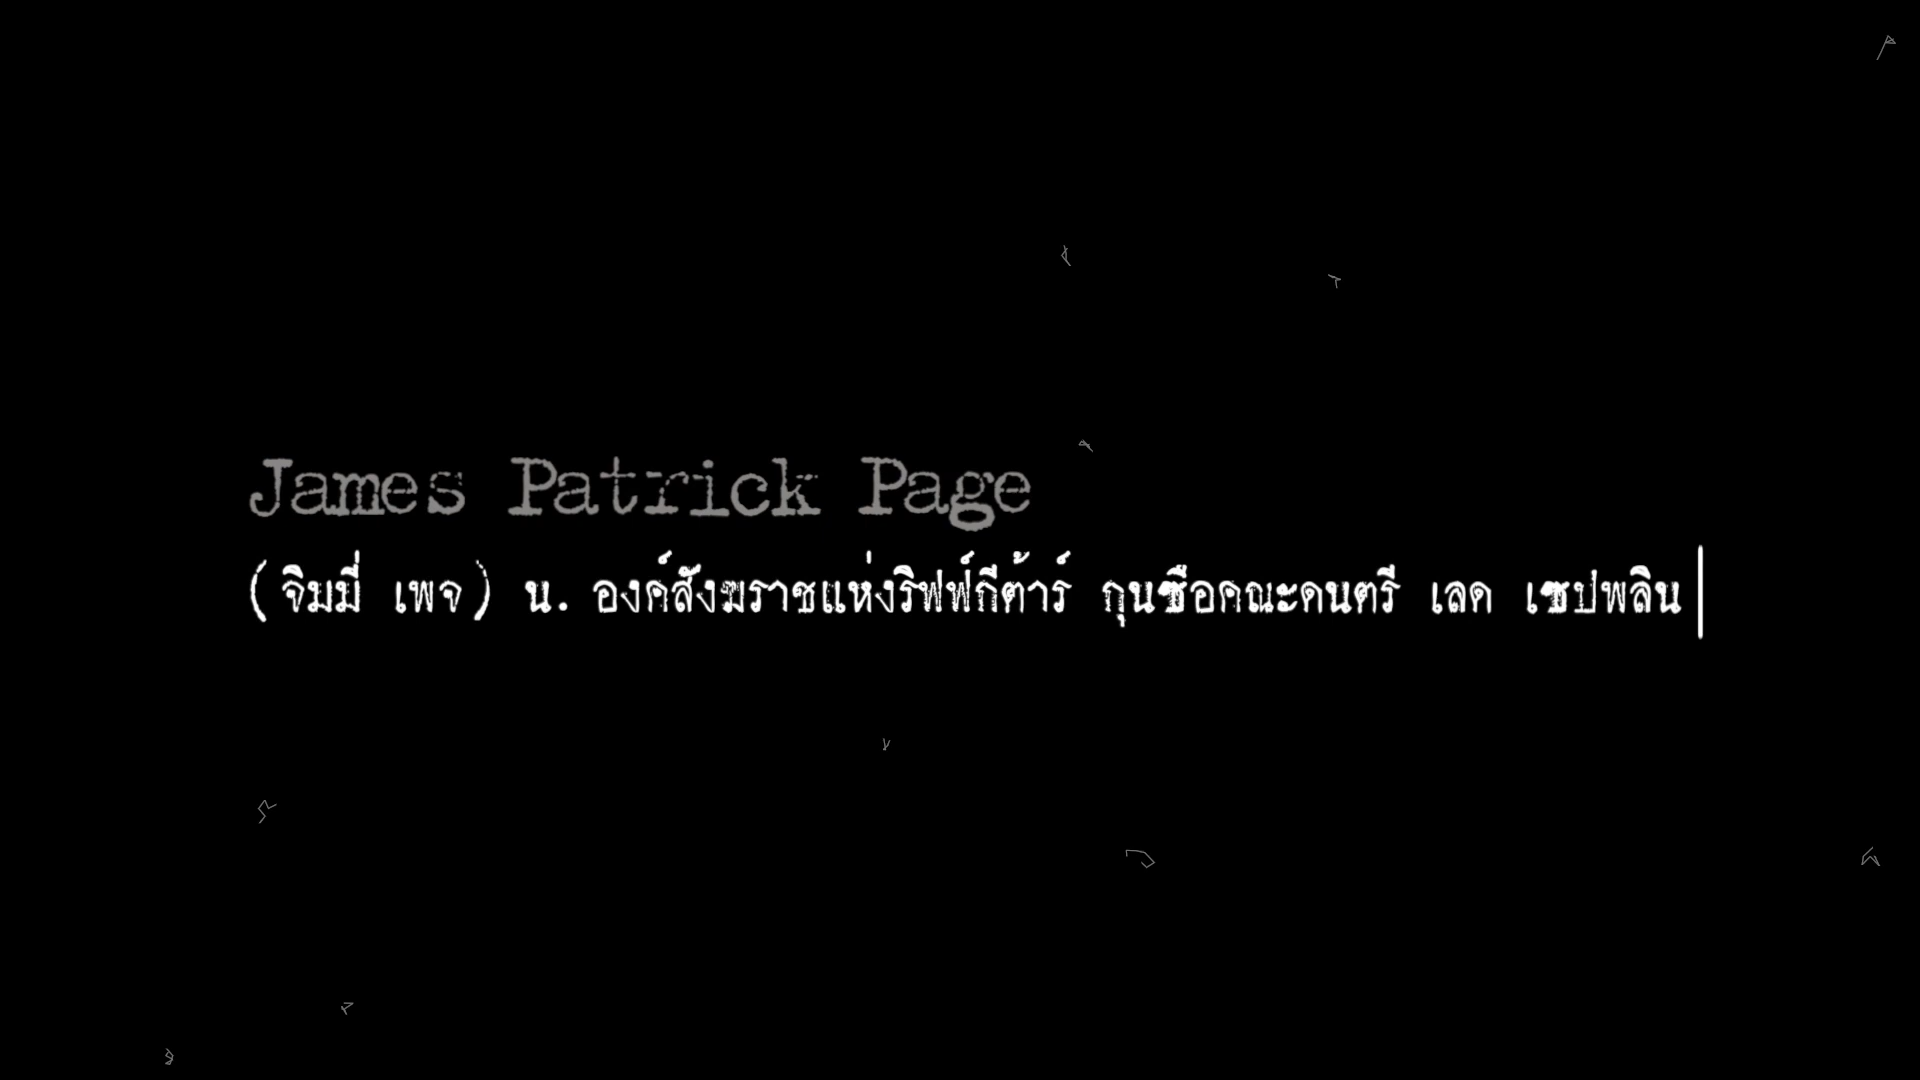 James Patrick Page
(จิมมี่ เพจ) น. องค์สังฆราชแห่งริฟฟ์กีต้าร์ กุนซือคณะดนตรี เลด เซปพลิน